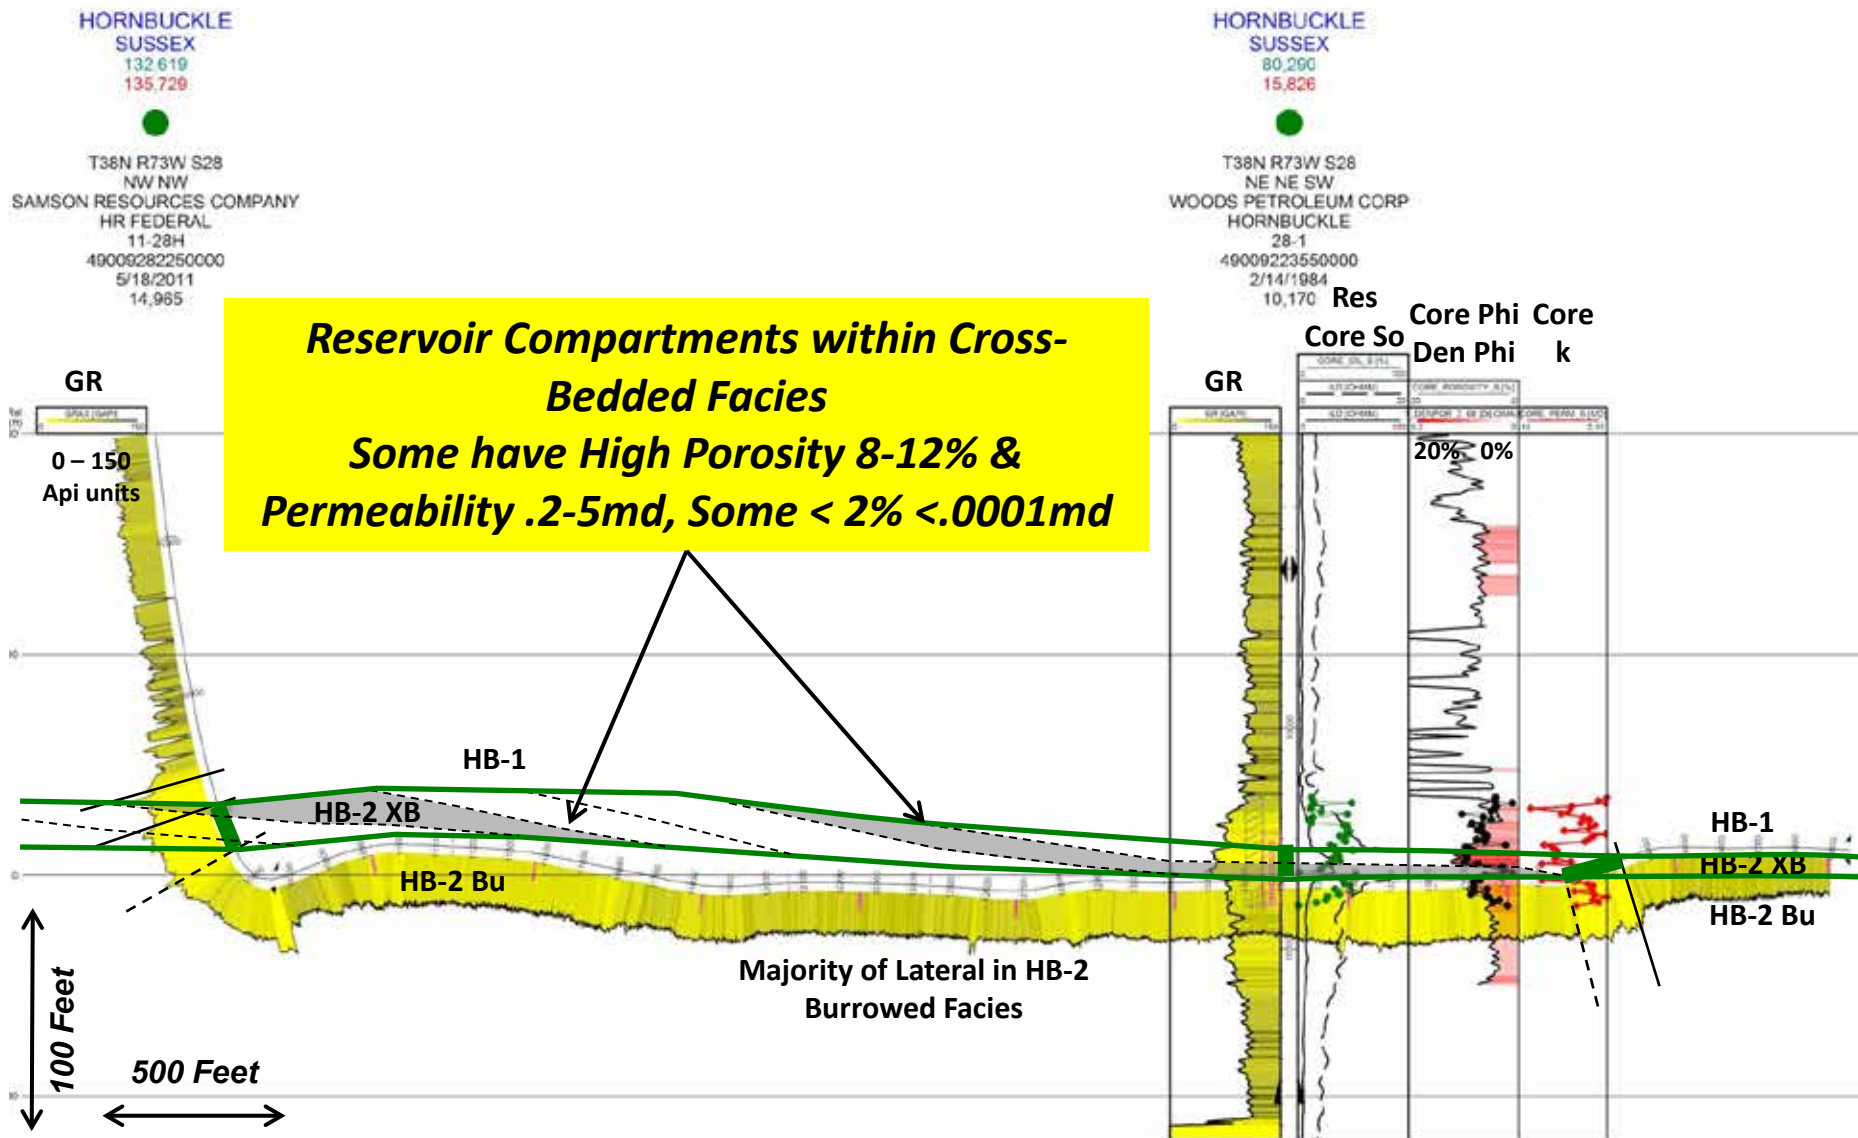 HORNBUCKLE
SUSSEX
132,619
135,729
T38N R73W S28
NW NW
SAMSON RESOURCES COMPANY
HR FEDERAL
11-28H
49009282250000
5/18/2011
14,965
HORNBUCKLE
SUSSEX
80,290
15,826
T38N R73W S28
NE NE SW
WOODS PETROLEUM CORP
HORNBUCKLE
28-1
49009223550000
2/14/1984
10,170
Reservoir Compartments within Cross-
Bedded Facies
Some have High Porosity 8-12% &
Permeability .2-5md, Some < 2% <.0001md
GR
0 – 150
Api units
GR
Res
Core So
Core Phi
Den Phi
Core
k
20% 0%
HB-1
HB-2 XB
HB-2 Bu
HB-1
HB-2 XB
HB-2 Bu
Majority of Lateral in HB-2
Burrowed Facies
100 Feet
500 Feet